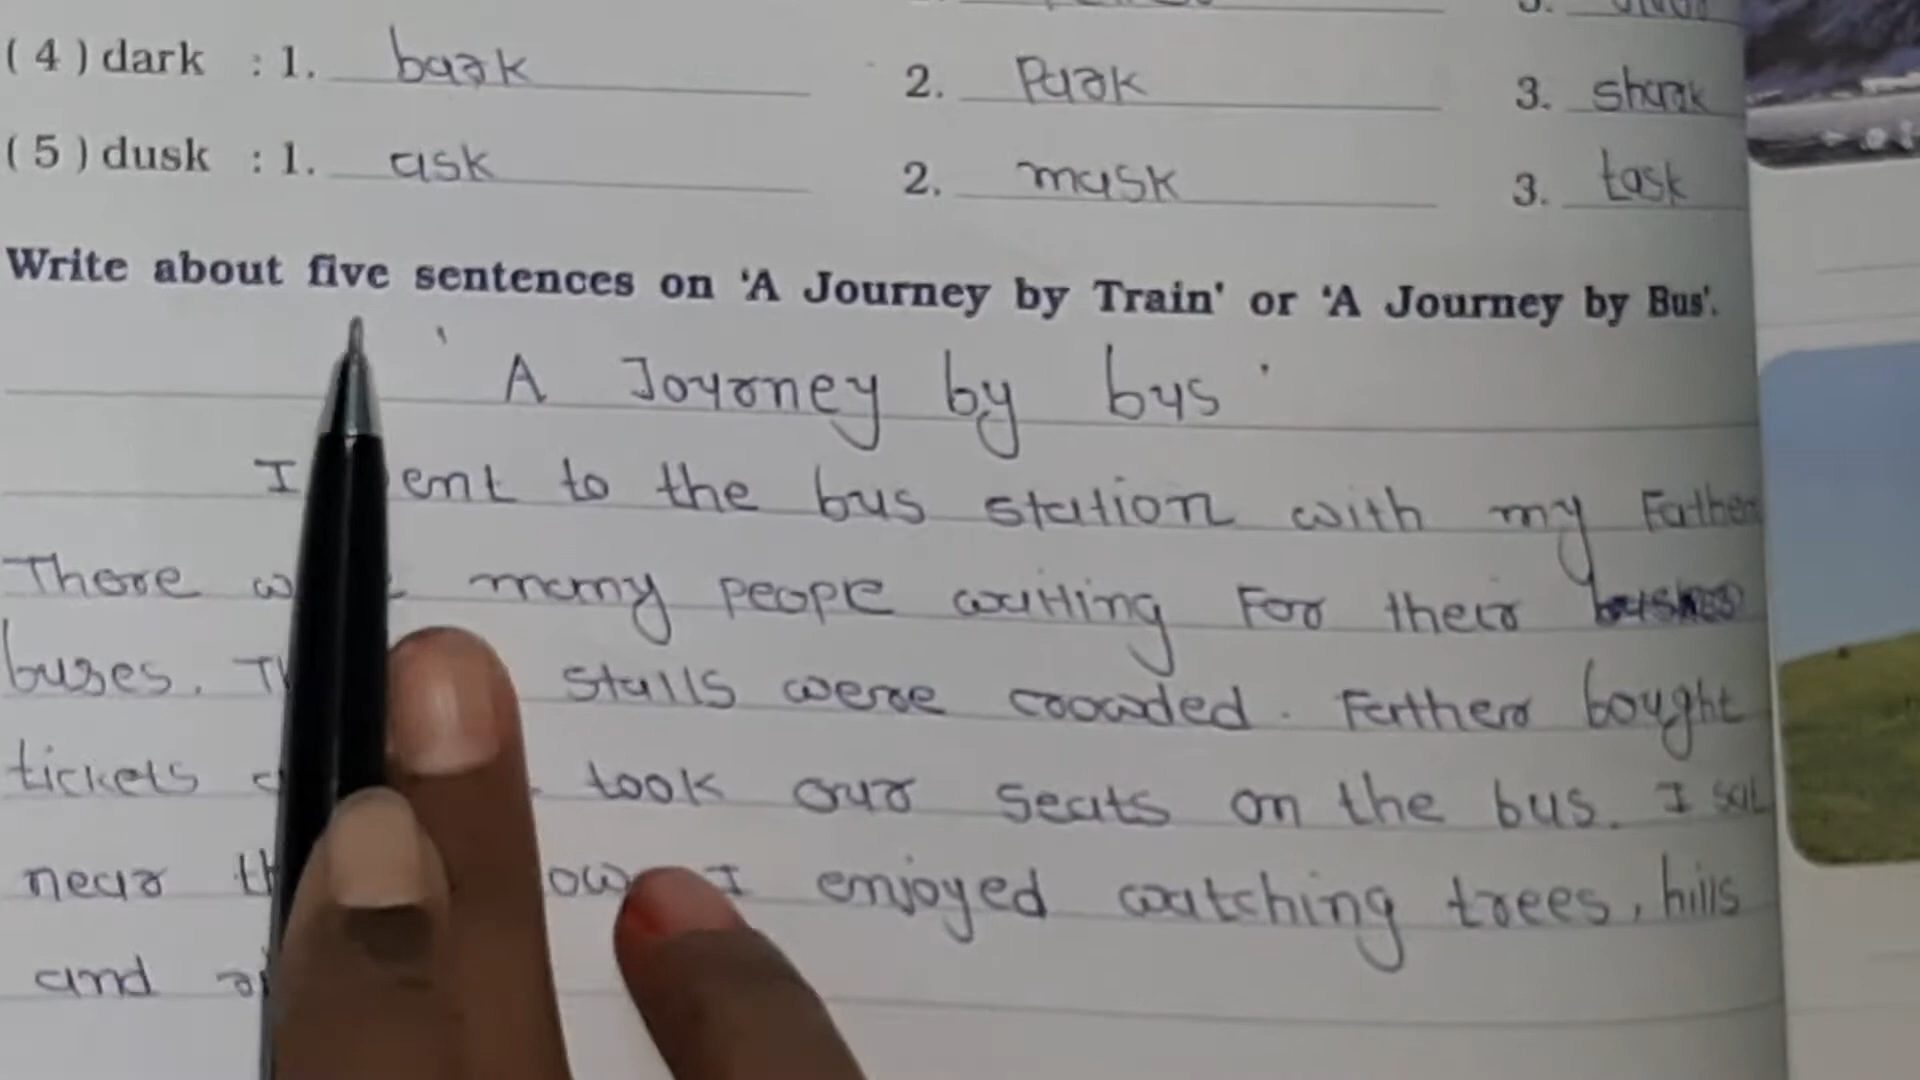 (4) dark : 1. bark 2. Park 3. shark
(5) dusk : 1. ask 2. mask 3. task
Write about five sentences on 'A Journey by Train' or 'A Journey by Bus'.
' A Journey by bus '
I ent to the bus station with my Father
There many people waiting For their
buses. stalls were crowded. Father bought
tickets took our seats on the bus. I sat
near I enjoyed watching trees, hills
and